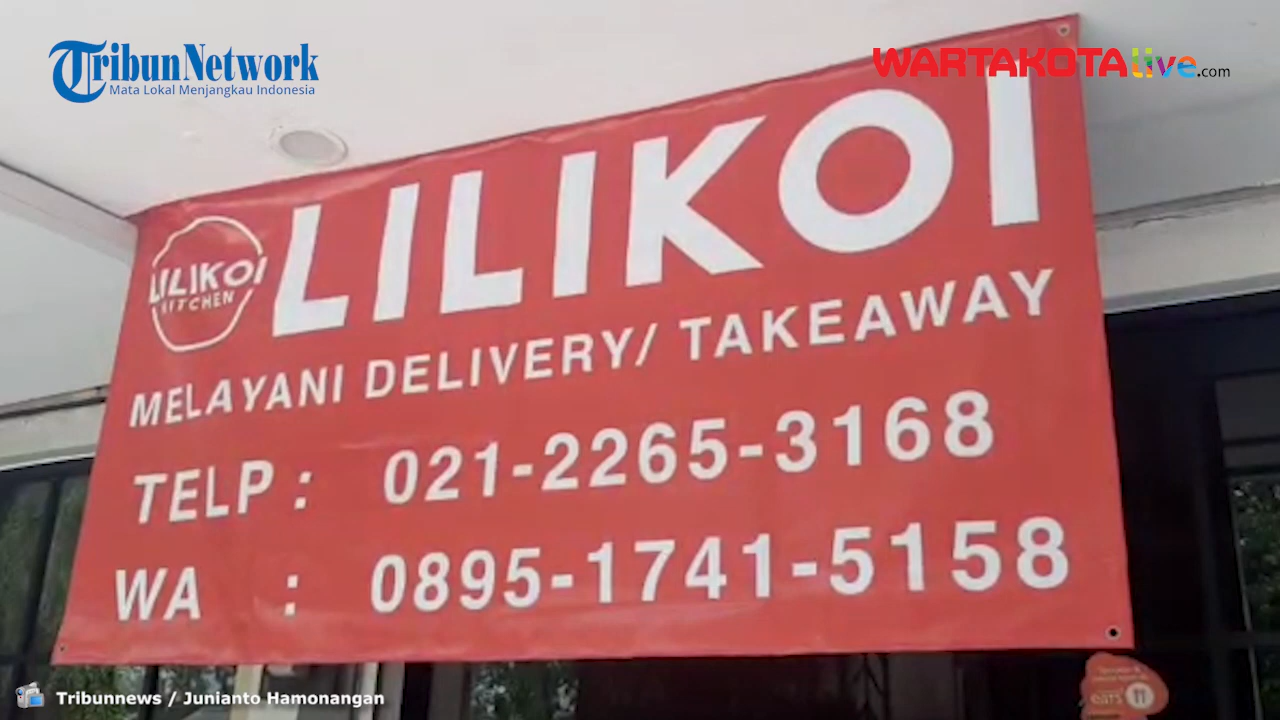 TribunNetwork
Mata Lokal Menjangkau Indonesia
WARTAKOTAlive.com
LILIKOI
LILIKOI
KITCHEN
MELAYANI DELIVERY/ TAKEAWAY
TELP : 021-2265-3168
WA : 0895-1741-5158
eats
Tribunnews / Junianto Hamonangan